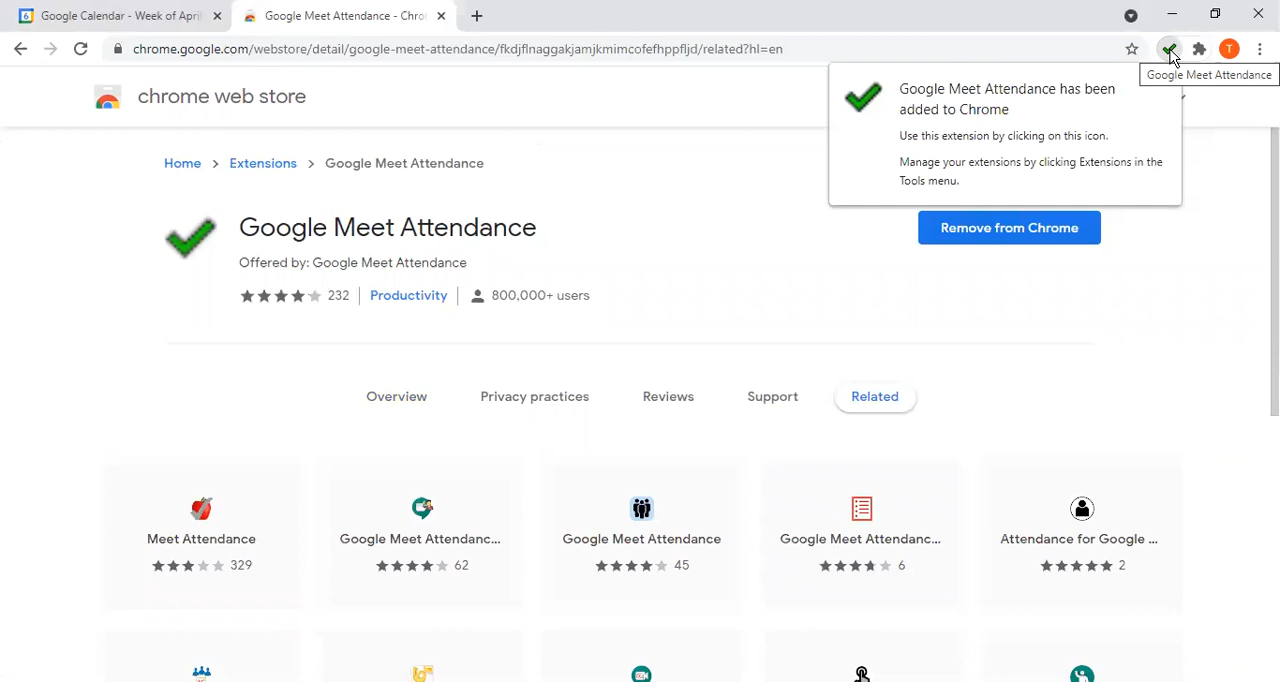 Google Calendar - Week of April
Google Meet Attendance - Chro
chrome.google.com/webstore/detail/google-meet-attendance/fkdjflnaggakjamjkmimcofefhppfljd/related?hl=en
T
Google Meet Attendance
chrome web store
Google Meet Attendance has been
added to Chrome
Use this extension by clicking on this icon.
Manage your extensions by clicking Extensions in the
Tools menu.
Home > Extensions > Google Meet Attendance
Google Meet Attendance
Remove from Chrome
Offered by: Google Meet Attendance
232 Productivity 800,000+ users
Overview Privacy practices Reviews Support Related
Meet Attendance Google Meet Attendanc... Google Meet Attendance Google Meet Attendanc... Attendance for Google ...
329 62 45 6 2